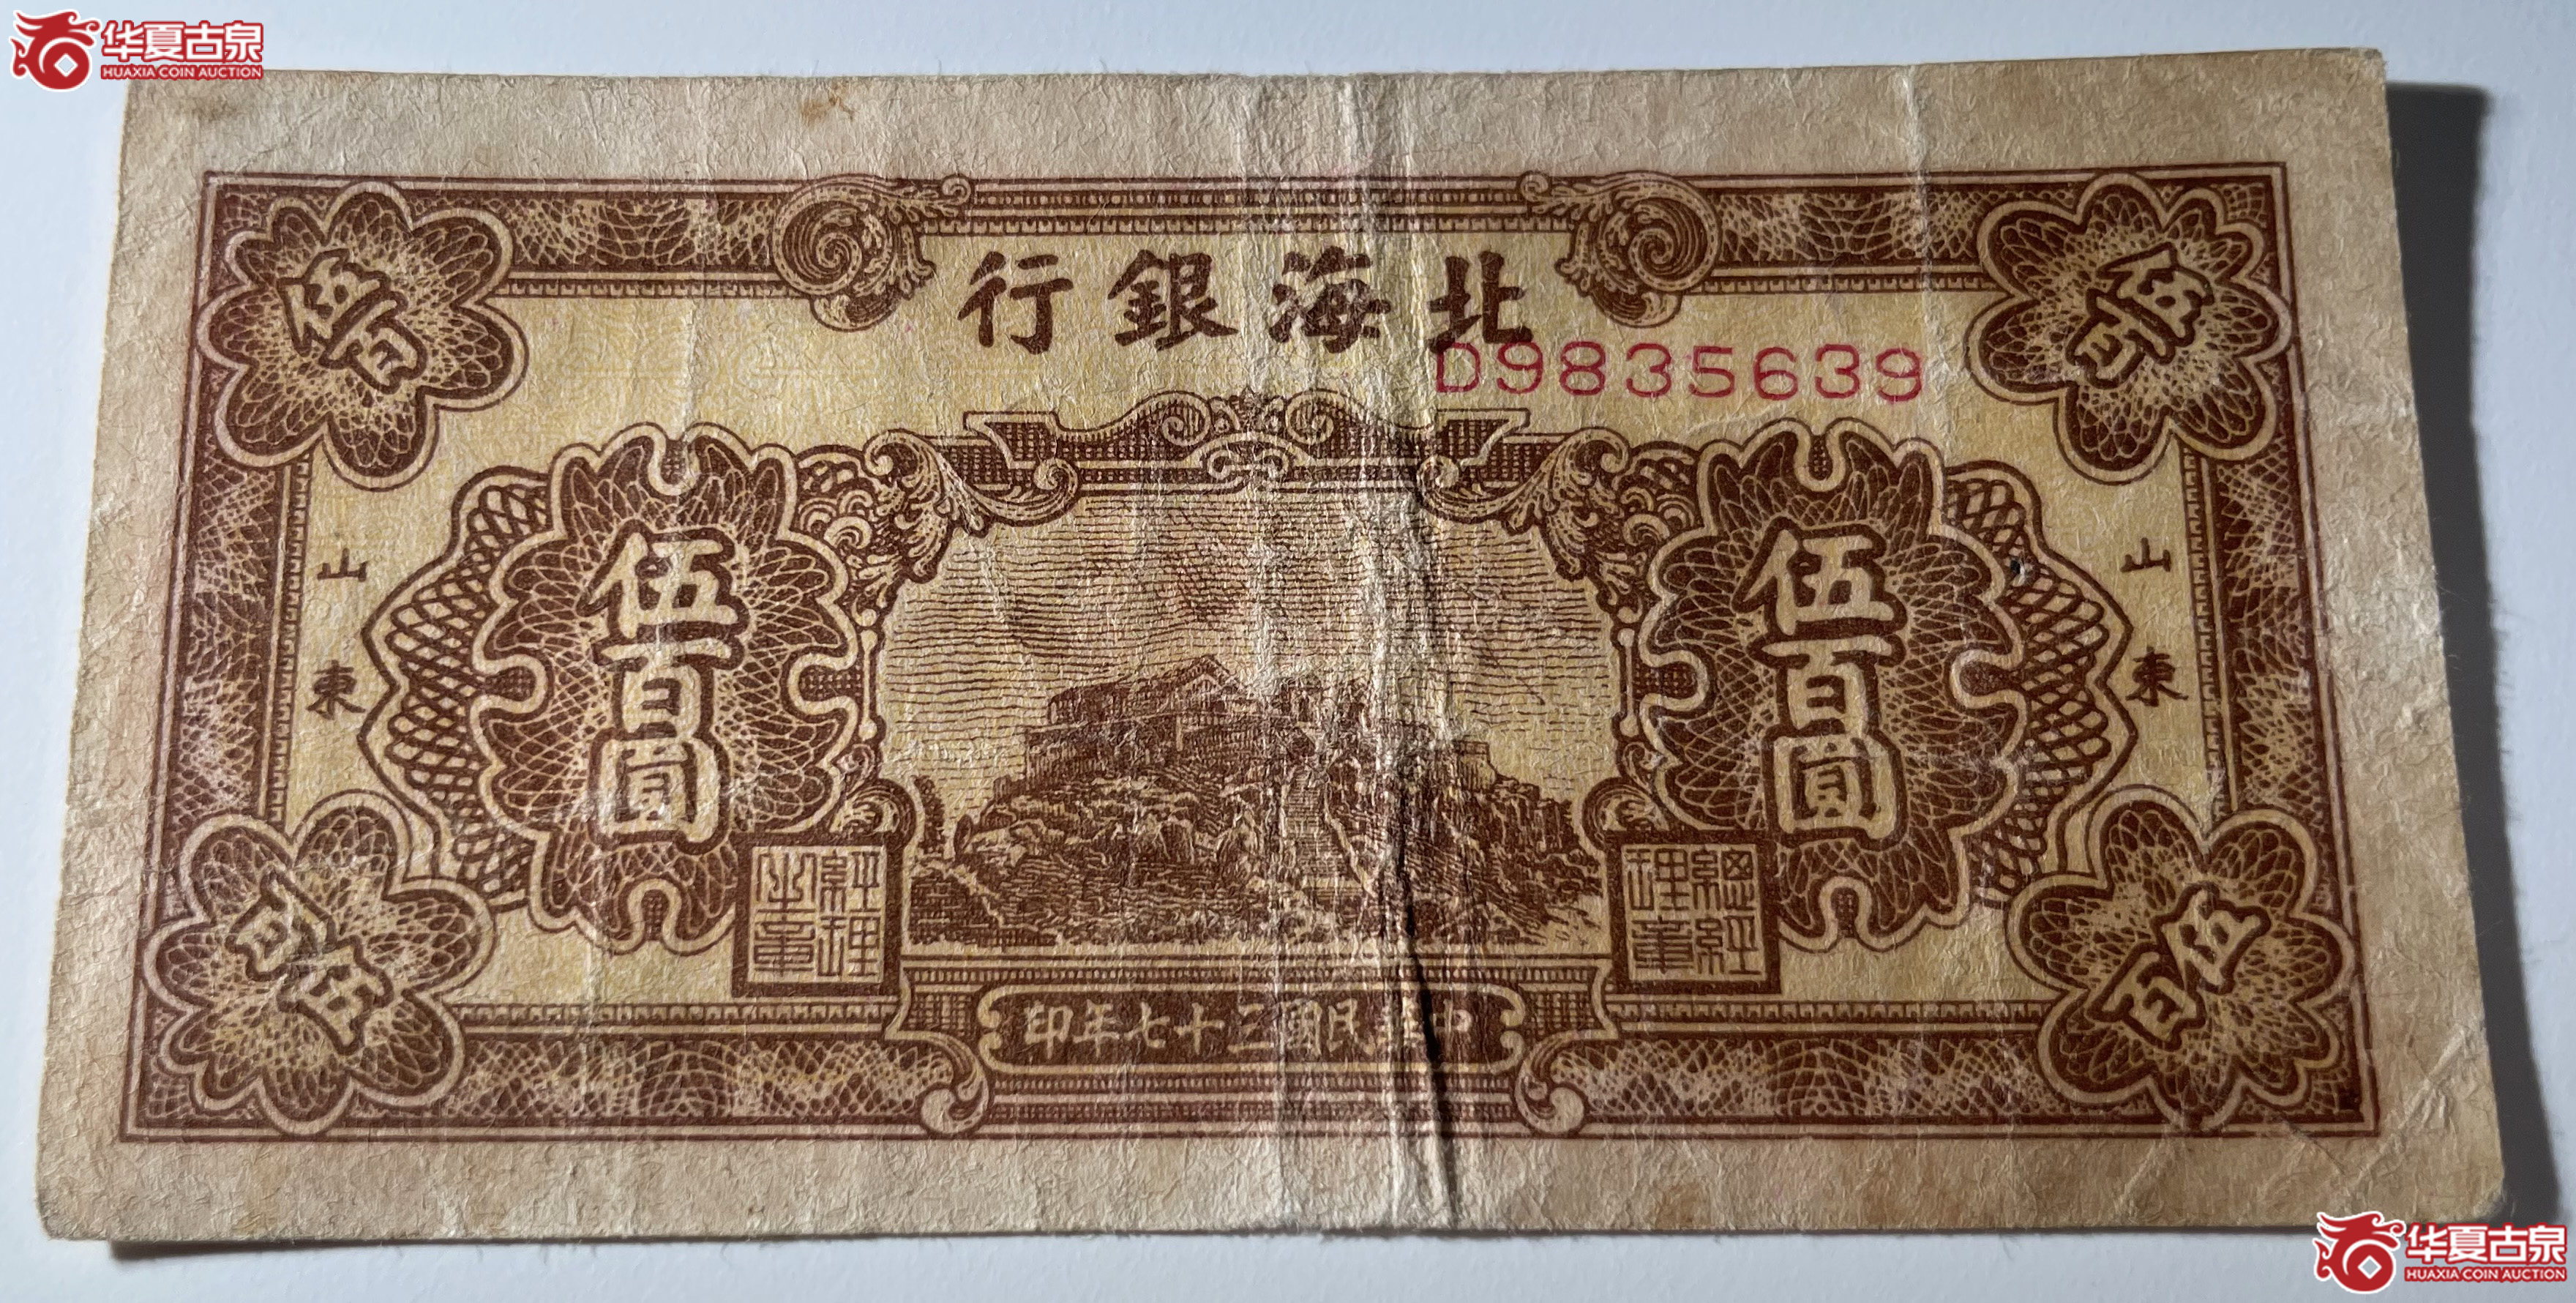 华夏古泉
HUAXIA COIN AUCTION
北海銀行
D9835639
伍百
伍百
山東
山東
伍百圓
伍百圓
總經理章
經理之章
伍百
伍百
中華民國三十七年印
华夏古泉
HUAXIA COIN AUCTION